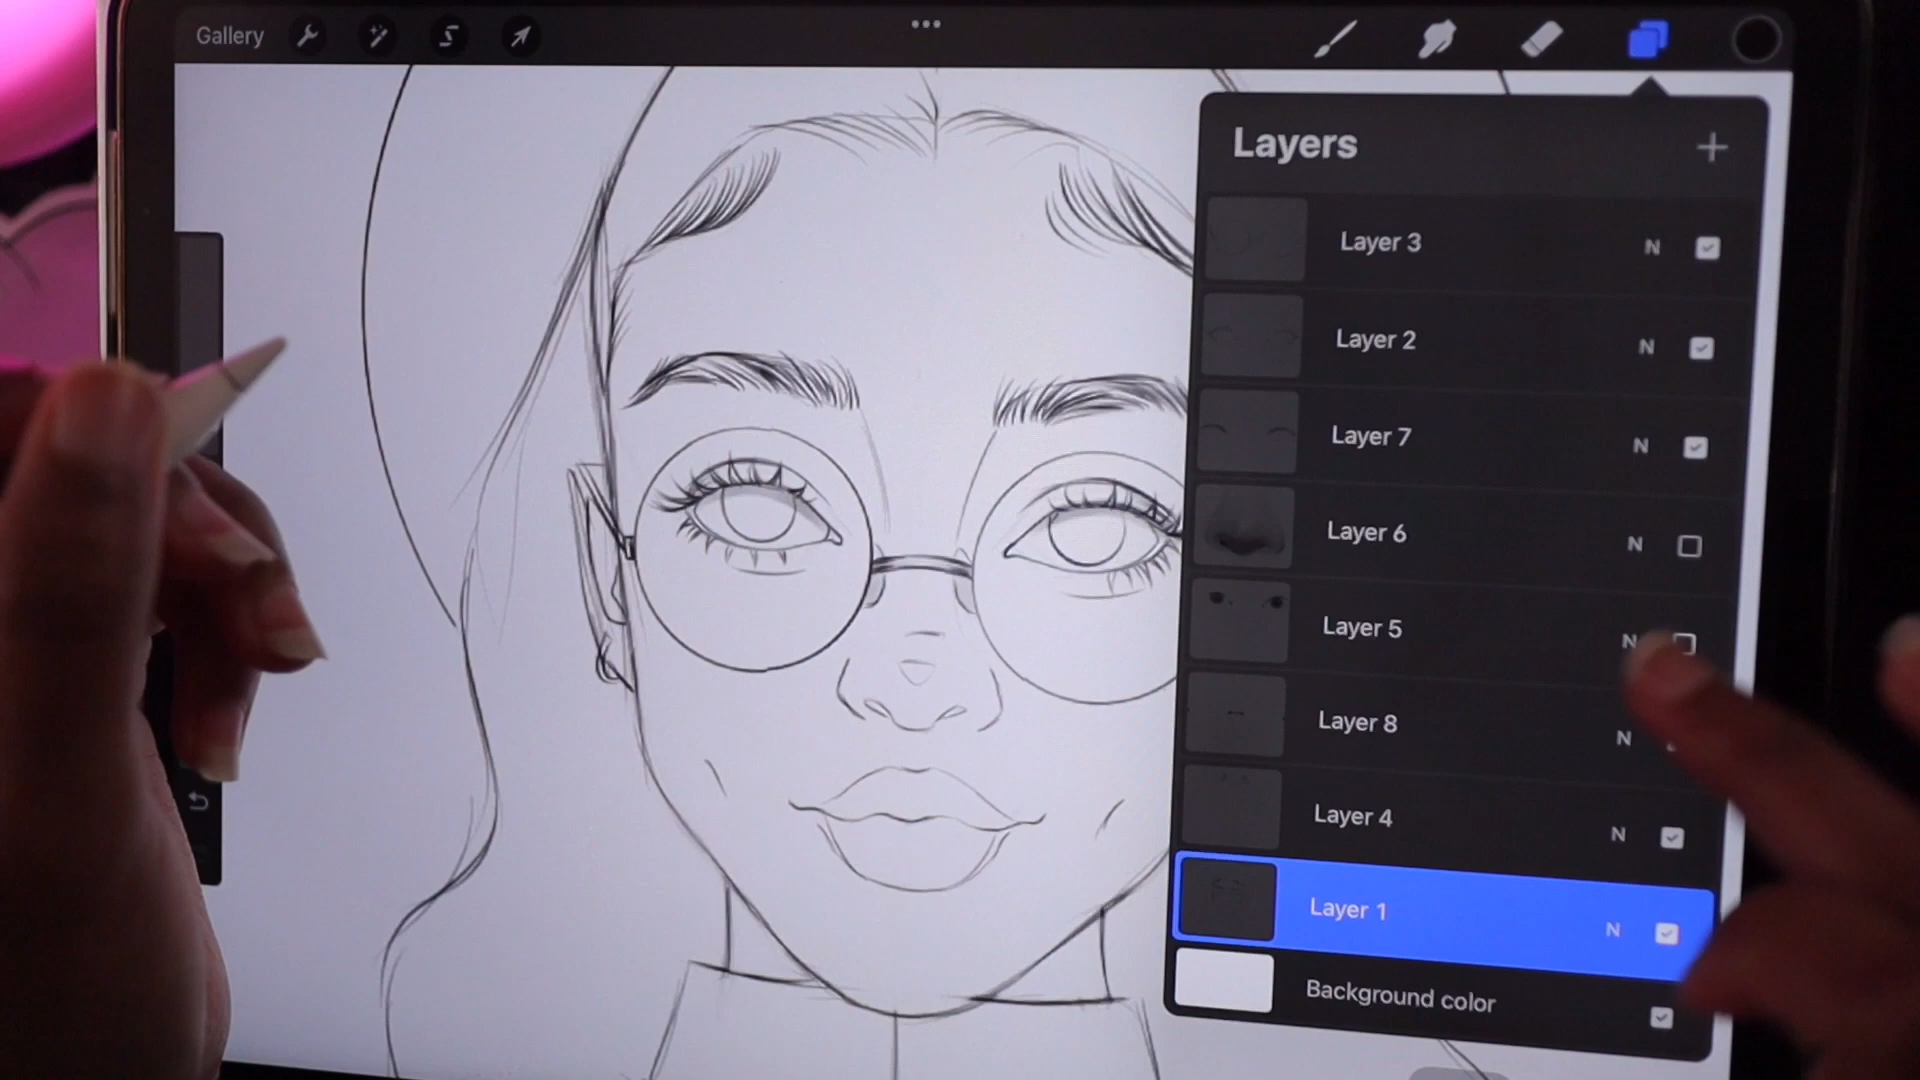 Gallery
Layers
Layer 3 N
Layer 2 N
Layer 7 N
Layer 6 N
Layer 5 N
Layer 8 N
Layer 4 N
Layer 1 N
Background color